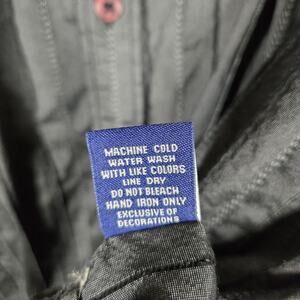 MACHINE COLD
WATER WASH
WITH LIKE COLORS
LINE DRY
DO NOT BLEACH
HAND IRON ONLY
EXCLUSIVE OF
DECORATIONS